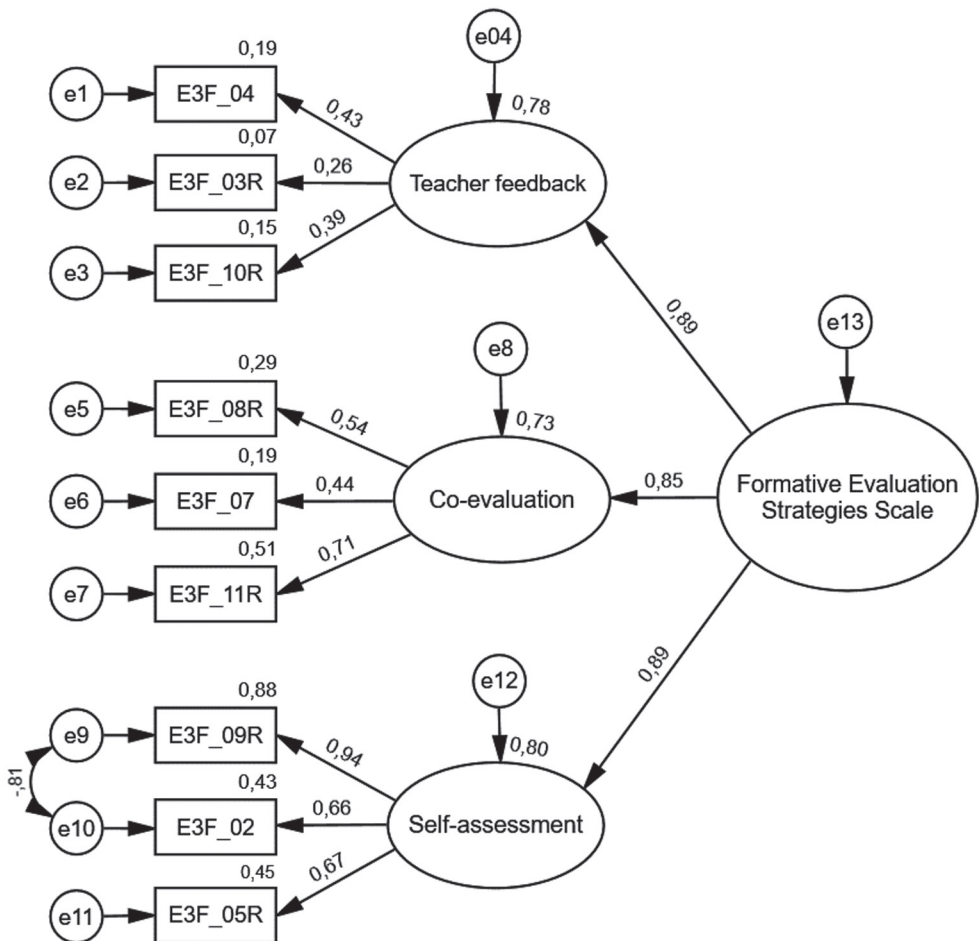 e04
0,19
e1
E3F_04
0,43
0,78
0,07
e2
E3F_03R
0,26
Teacher feedback
0,15
e3
E3F_10R
0,39
0,89
e13
e8
0,29
e5
E3F_08R
0,54
0,73
0,19
e6
E3F_07
0,44
Co-evaluation
0,85
Formative Evaluation
Strategies Scale
0,51
e7
E3F_11R
0,71
0,89
e12
0,88
e9
E3F_09R
0,94
0,80
-,81
0,43
e10
E3F_02
0,66
Self-assessment
0,45
e11
E3F_05R
0,67